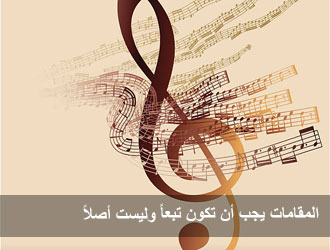 المقامات يجب أن تكون تبعاً وليست أصلاً